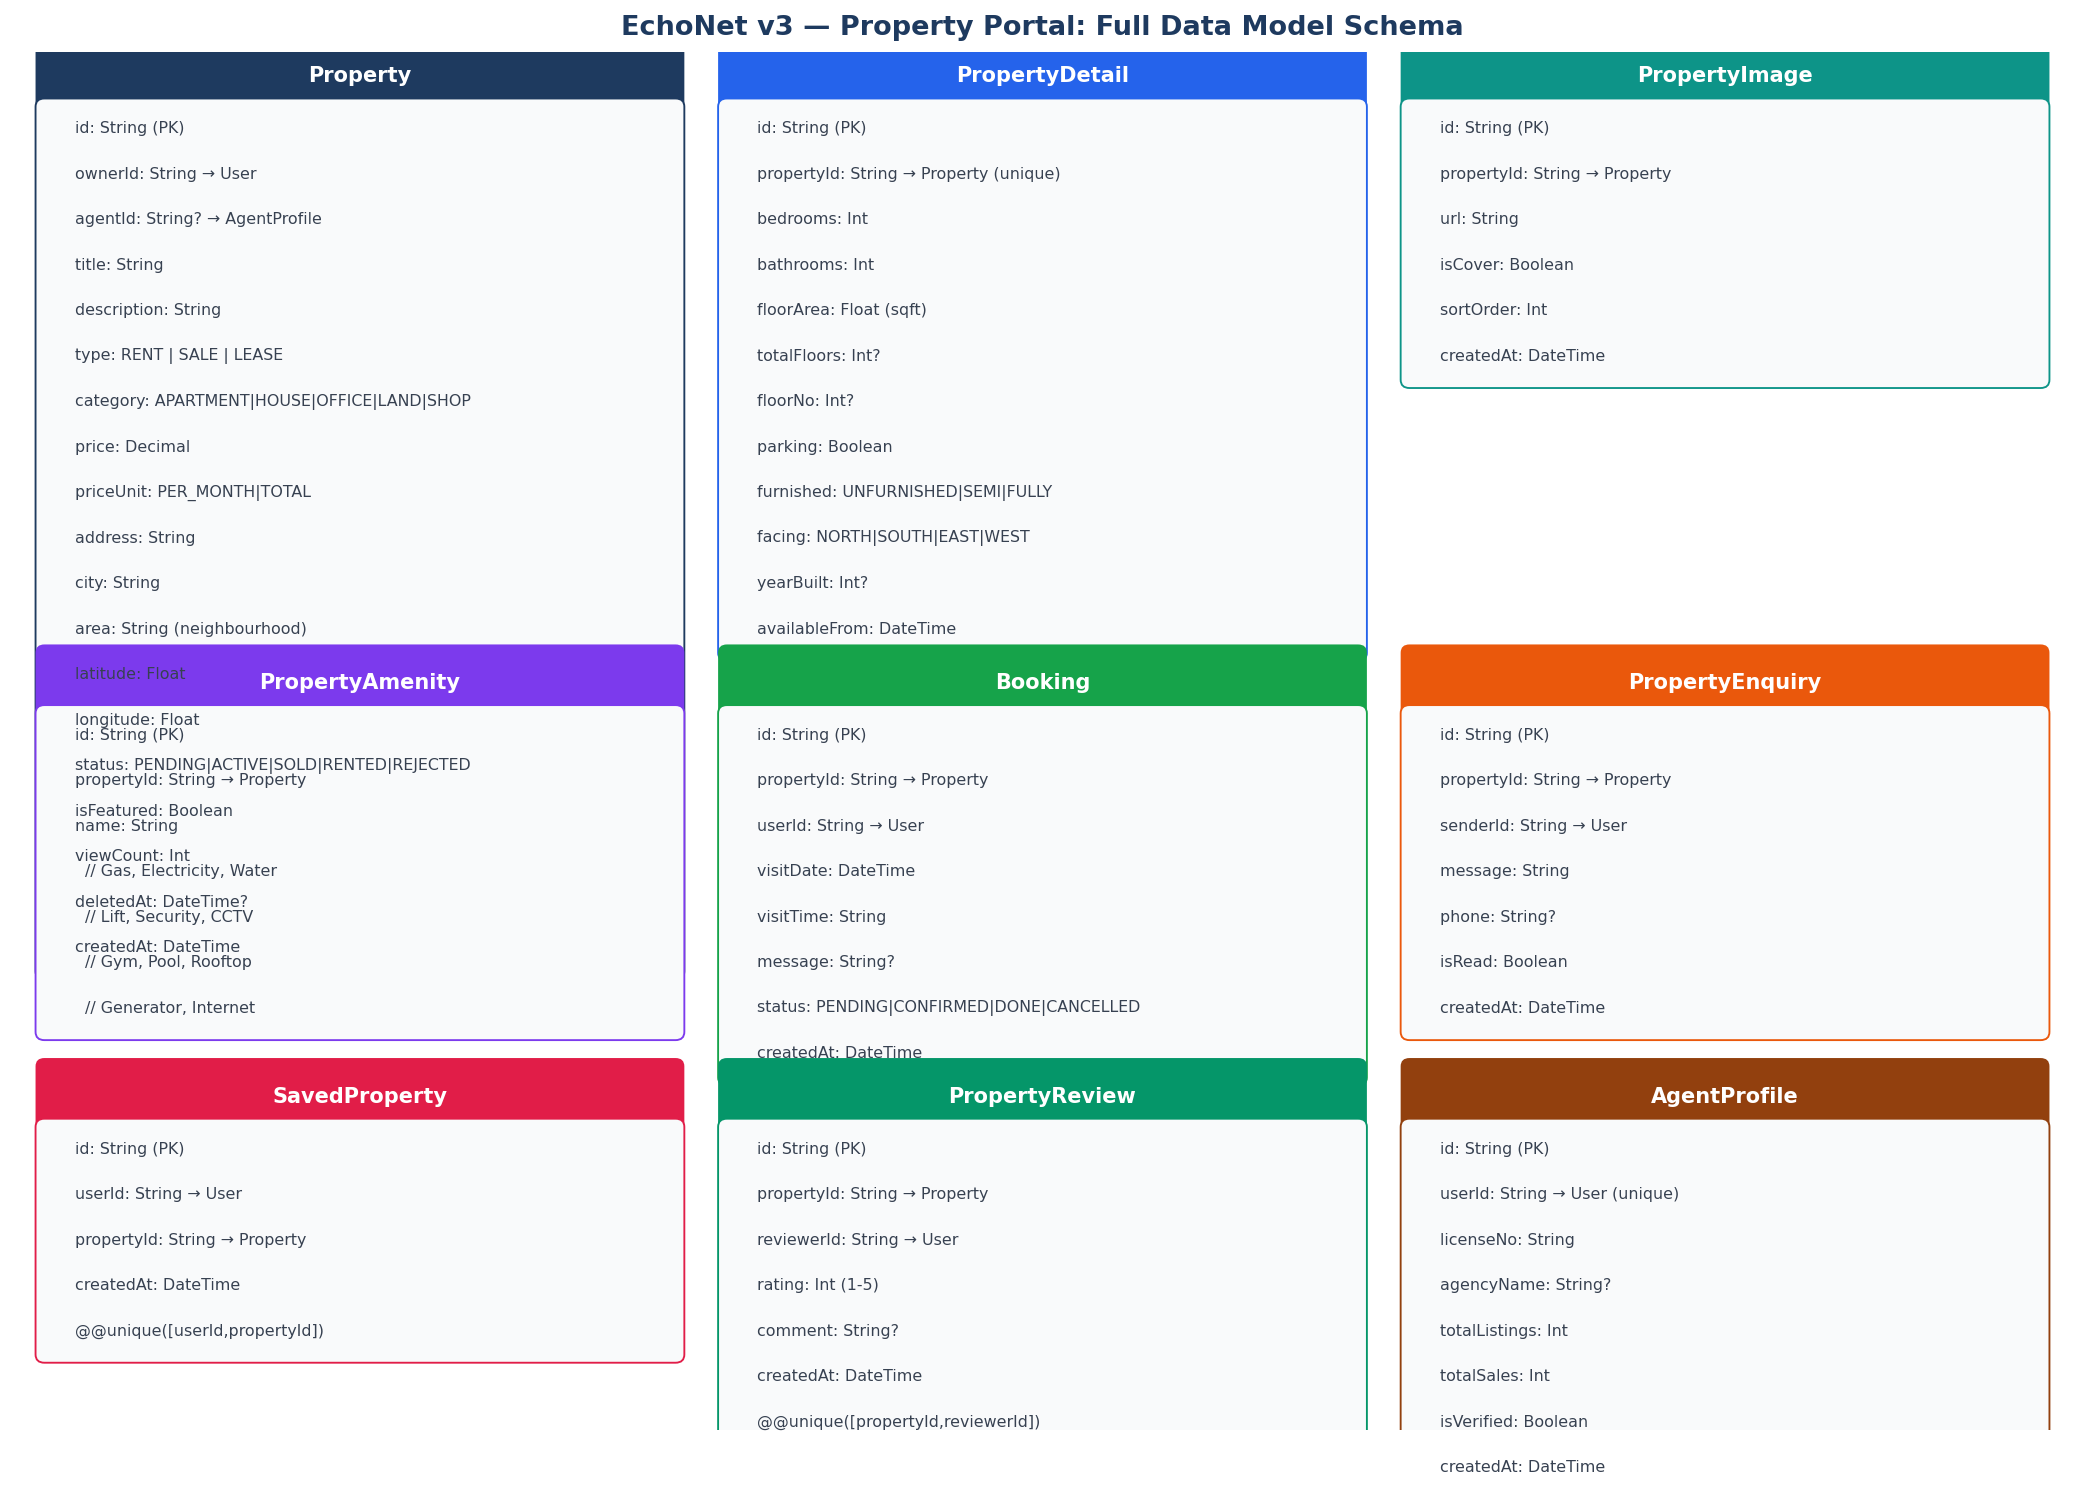 EchoNet v3 — Property Portal: Full Data Model Schema
Property
id: String (PK)
ownerId: String → User
agentId: String? → AgentProfile
title: String
description: String
type: RENT | SALE | LEASE
category: APARTMENT|HOUSE|OFFICE|LAND|SHOP
price: Decimal
priceUnit: PER_MONTH|TOTAL
address: String
city: String
area: String (neighbourhood)
latitude: Float
longitude: Float
status: PENDING|ACTIVE|SOLD|RENTED|REJECTED
isFeatured: Boolean
viewCount: Int
deletedAt: DateTime?
createdAt: DateTime
PropertyDetail
id: String (PK)
propertyId: String → Property (unique)
bedrooms: Int
bathrooms: Int
floorArea: Float (sqft)
totalFloors: Int?
floorNo: Int?
parking: Boolean
furnished: UNFURNISHED|SEMI|FULLY
facing: NORTH|SOUTH|EAST|WEST
yearBuilt: Int?
availableFrom: DateTime
PropertyImage
id: String (PK)
propertyId: String → Property
url: String
isCover: Boolean
sortOrder: Int
createdAt: DateTime
PropertyAmenity
id: String (PK)
propertyId: String → Property
name: String
// Gas, Electricity, Water
// Lift, Security, CCTV
// Gym, Pool, Rooftop
// Generator, Internet
Booking
id: String (PK)
propertyId: String → Property
userId: String → User
visitDate: DateTime
visitTime: String
message: String?
status: PENDING|CONFIRMED|DONE|CANCELLED
createdAt: DateTime
PropertyEnquiry
id: String (PK)
propertyId: String → Property
senderId: String → User
message: String
phone: String?
isRead: Boolean
createdAt: DateTime
SavedProperty
id: String (PK)
userId: String → User
propertyId: String → Property
createdAt: DateTime
@@unique([userId,propertyId])
PropertyReview
id: String (PK)
propertyId: String → Property
reviewerId: String → User
rating: Int (1-5)
comment: String?
createdAt: DateTime
@@unique([propertyId,reviewerId])
AgentProfile
id: String (PK)
userId: String → User (unique)
licenseNo: String
agencyName: String?
totalListings: Int
totalSales: Int
isVerified: Boolean
createdAt: DateTime